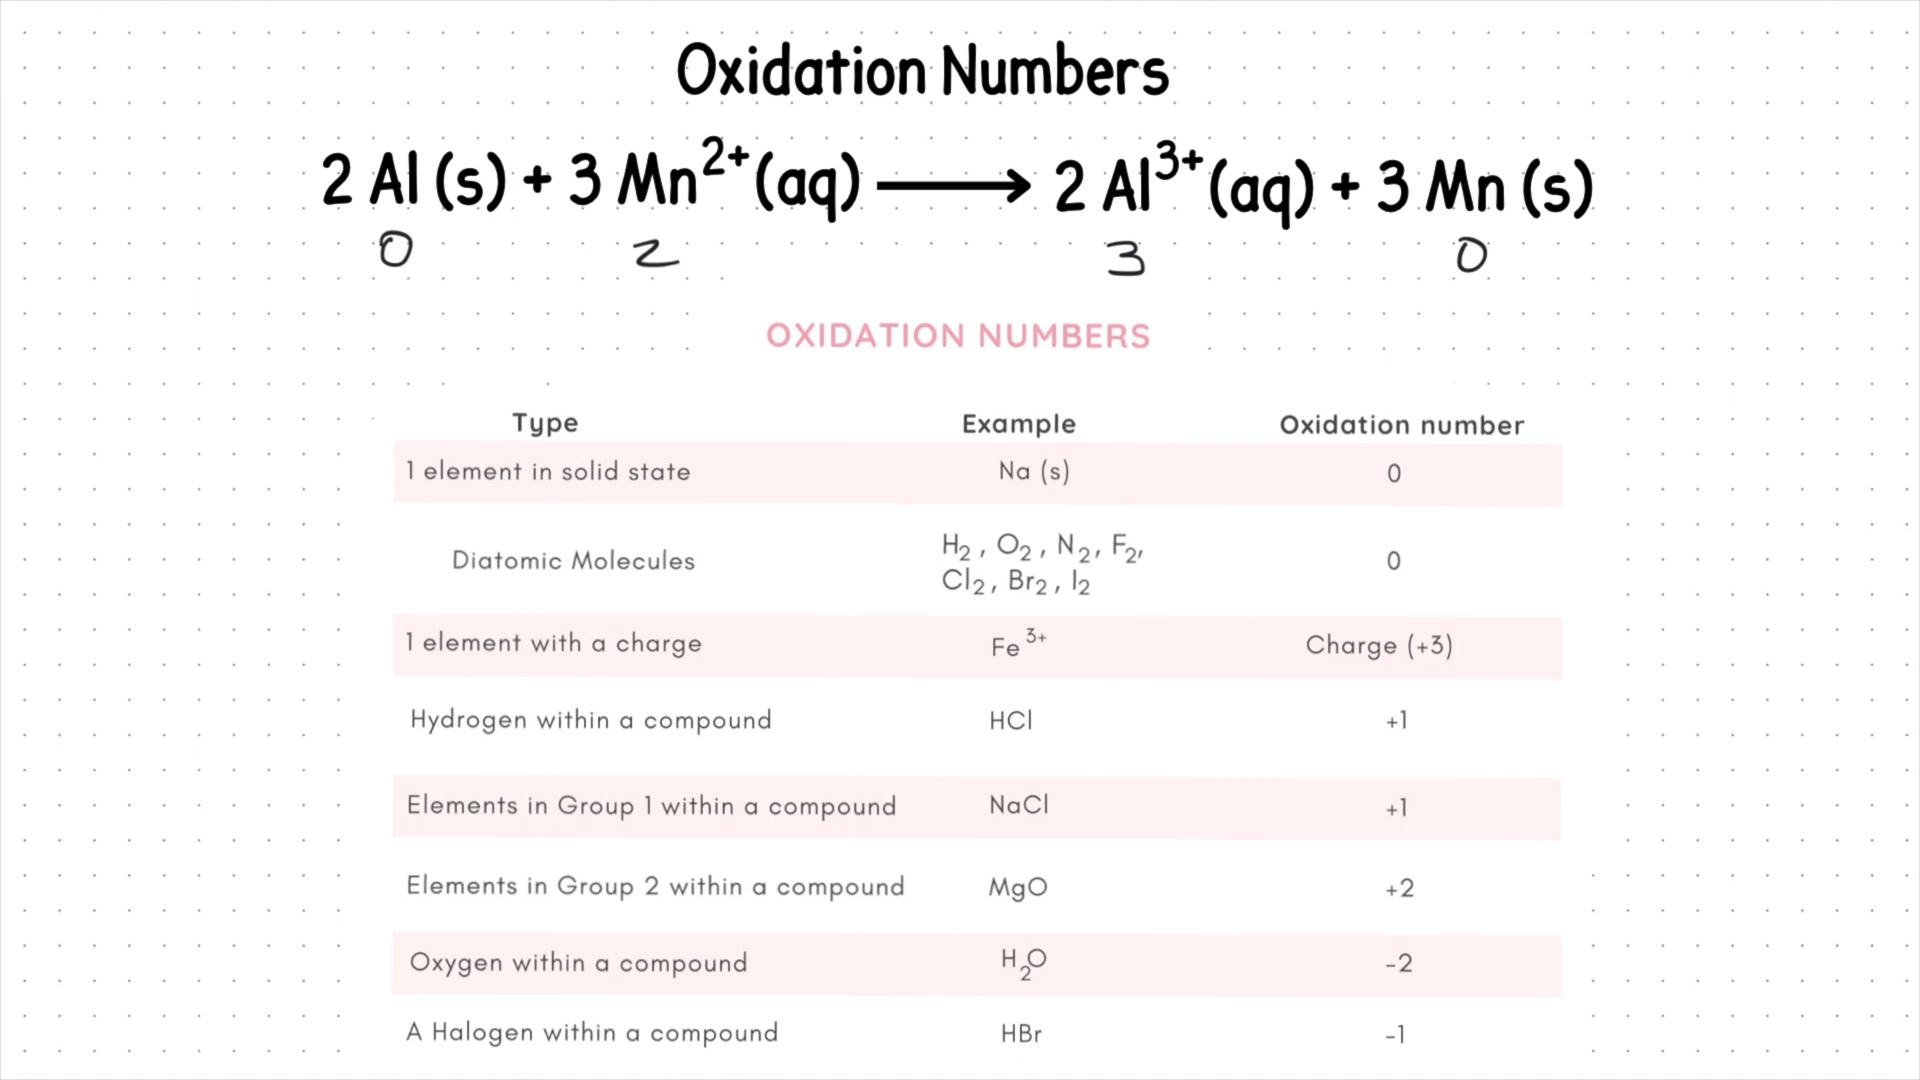 Oxidation Numbers
2 Al (s) + 3 Mn²⁺ (aq) ⟶ 2 Al³⁺ (aq) + 3 Mn (s)
0 2 3 0
OXIDATION NUMBERS
Type Example Oxidation number
1 element in solid state Na (s) 0
Diatomic Molecules H₂, O₂, N₂, F₂, Cl₂, Br₂, I₂ 0
1 element with a charge Fe³⁺ Charge (+3)
Hydrogen within a compound HCl +1
Elements in Group 1 within a compound NaCl +1
Elements in Group 2 within a compound MgO +2
Oxygen within a compound H₂O -2
A Halogen within a compound HBr -1